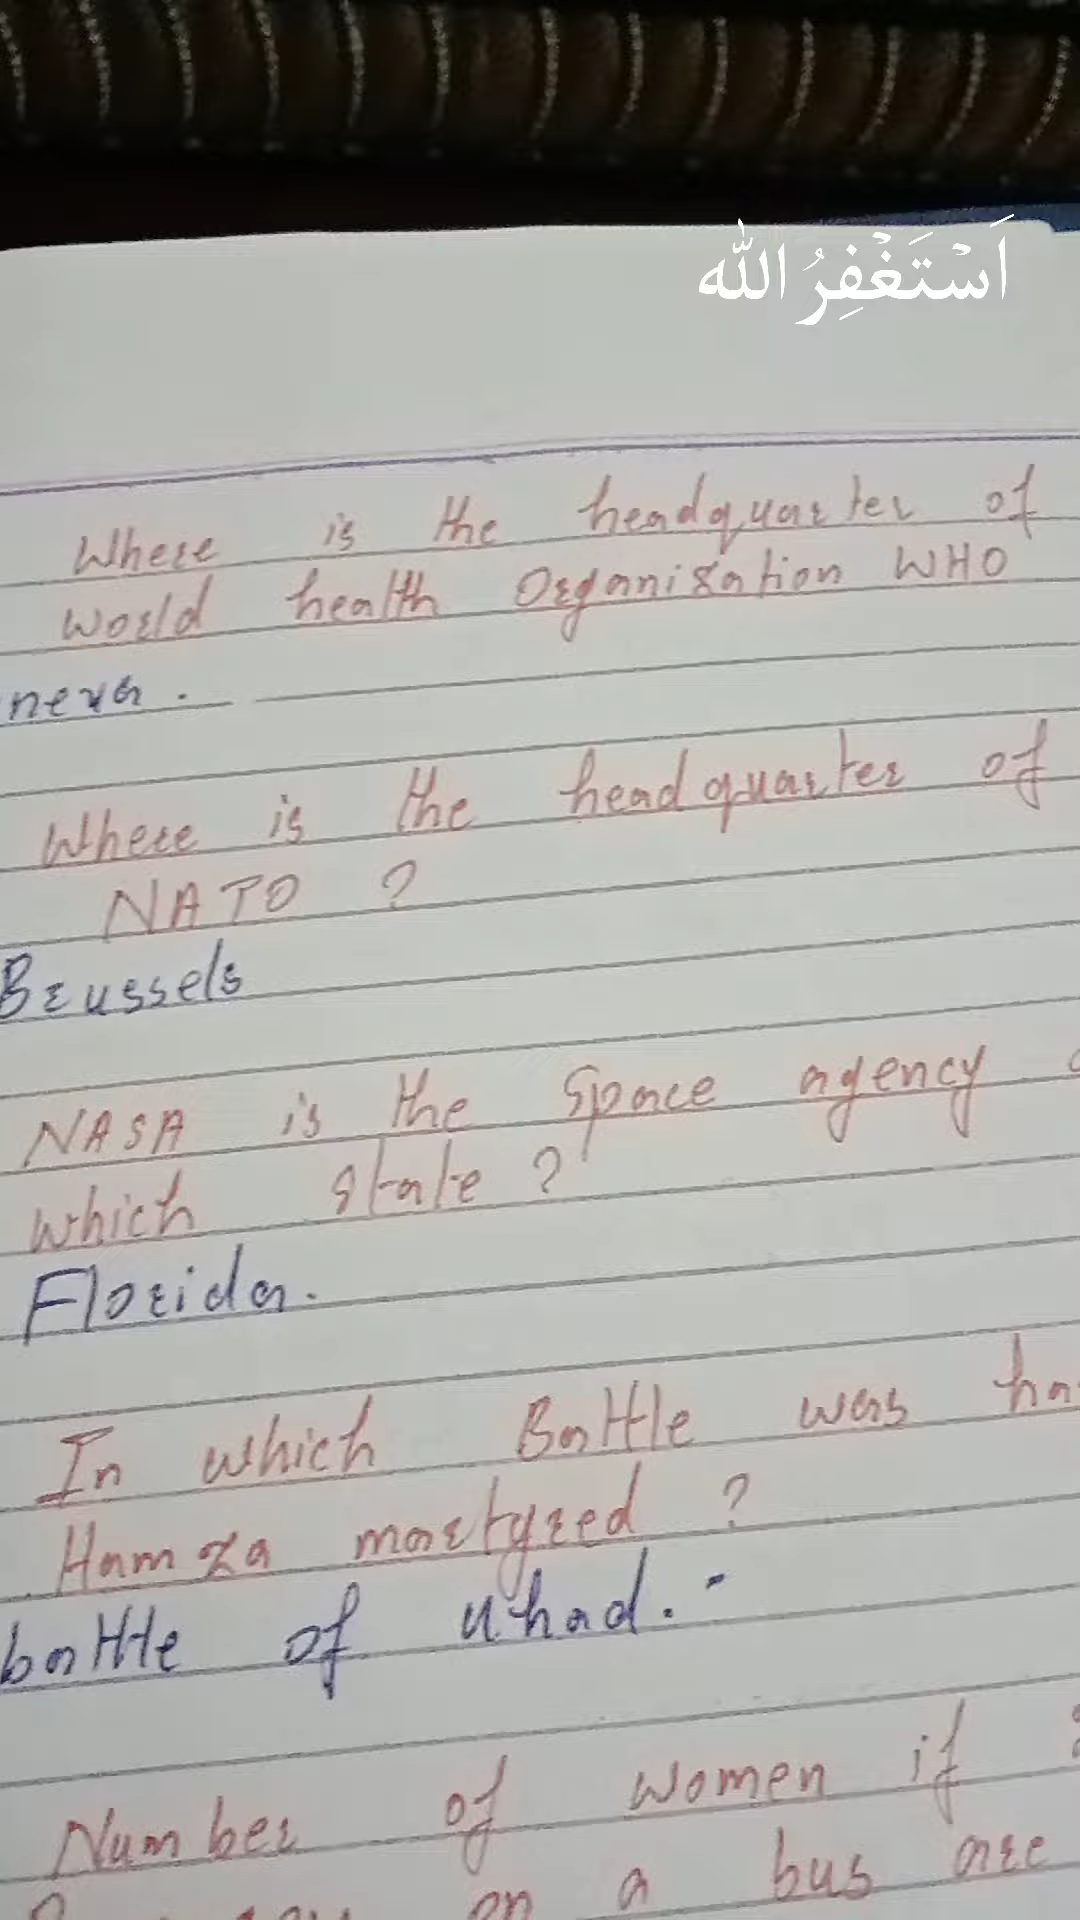 اَسْتَغْفِرُ اللّٰه
Where is the headquarter of
World health Organization WHO
neva.
Where is the headquarter of
NATO ?
Brussels
NASA is the Space agency
which state ?
Florida.
In which Battle was
Hamza martyred ?
battle of uhad.
Number of women if
on a bus are